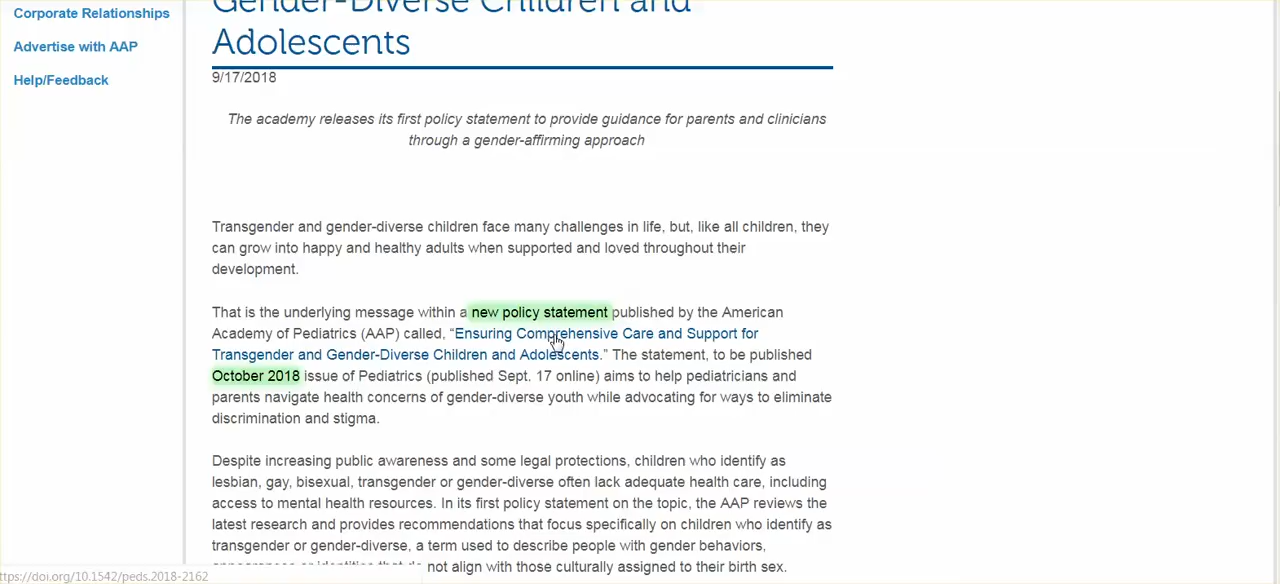 Corporate Relationships
Advertise with AAP
Help/Feedback
Gender-Diverse Children and
Adolescents
9/17/2018
The academy releases its first policy statement to provide guidance for parents and clinicians
through a gender-affirming approach
Transgender and gender-diverse children face many challenges in life, but, like all children, they
can grow into happy and healthy adults when supported and loved throughout their
development.
That is the underlying message within a new policy statement published by the American
Academy of Pediatrics (AAP) called, “Ensuring Comprehensive Care and Support for
Transgender and Gender-Diverse Children and Adolescents.” The statement, to be published
October 2018 issue of Pediatrics (published Sept. 17 online) aims to help pediatricians and
parents navigate health concerns of gender-diverse youth while advocating for ways to eliminate
discrimination and stigma.
Despite increasing public awareness and some legal protections, children who identify as
lesbian, gay, bisexual, transgender or gender-diverse often lack adequate health care, including
access to mental health resources. In its first policy statement on the topic, the AAP reviews the
latest research and provides recommendations that focus specifically on children who identify as
transgender or gender-diverse, a term used to describe people with gender behaviors,
not align with those culturally assigned to their birth sex.
ttps://doi.org/10.1542/peds.2018-2162